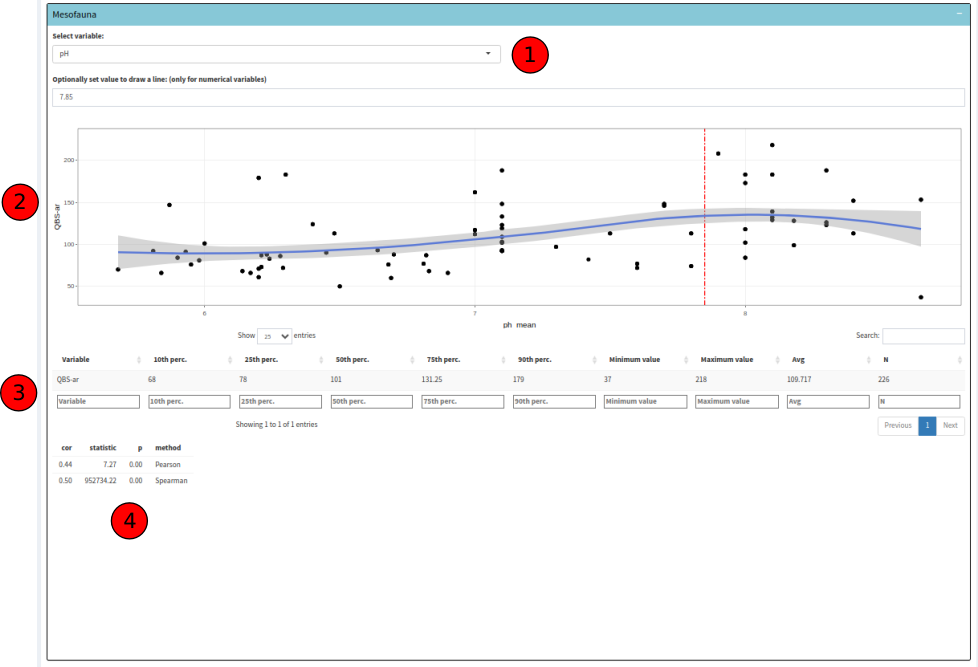 Mesofauna
Select variable:
pH
1
Optionally set value to draw a line: (only for numerical variables)
7.85
2
QBS-ar
200
150
100
50
6 7 8
ph_mean
Show 25 entries Search:
Variable 10th perc. 25th perc. 50th perc. 75th perc. 90th perc. Minimum value Maximum value Avg N
QBS-ar 68 78 101 131.25 179 37 218 109.717 226
3
Variable 10th perc. 25th perc. 50th perc. 75th perc. 90th perc. Minimum value Maximum value Avg N
Showing 1 to 1 of 1 entries Previous 1 Next
cor statistic p method
0.44 7.27 0.00 Pearson
0.50 952734.22 0.00 Spearman
4